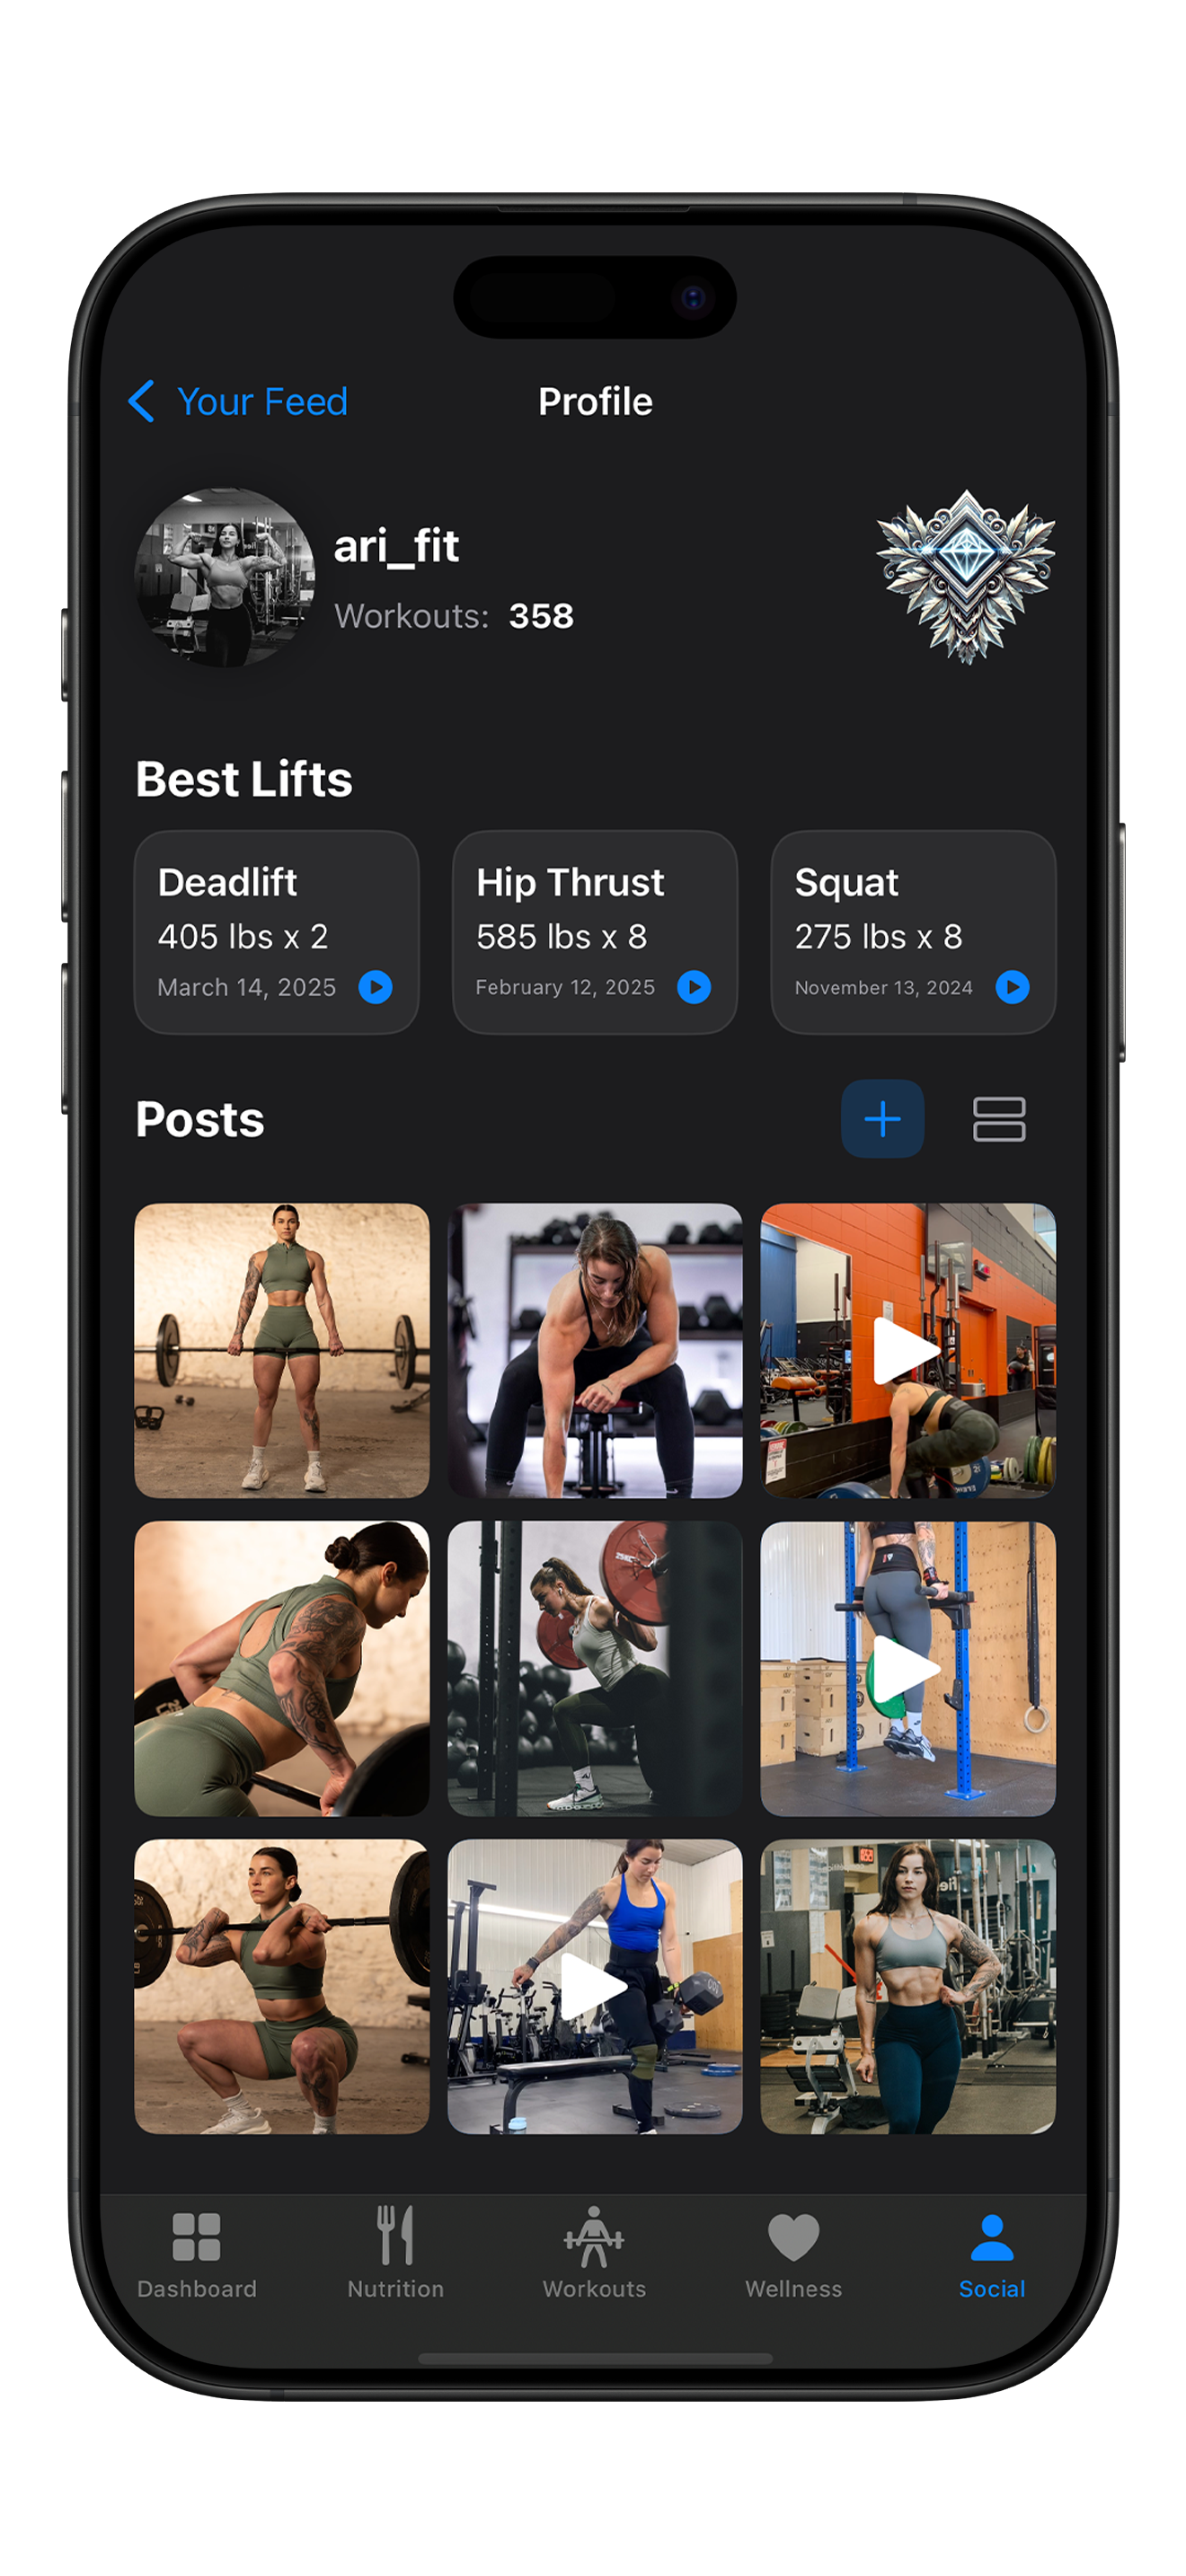 Your Feed
Profile
ari_fit
Workouts: 358
Best Lifts
Deadlift
405 lbs x 2
March 14, 2025
Hip Thrust
585 lbs x 8
February 12, 2025
Squat
275 lbs x 8
November 13, 2024
Posts
Dashboard
Nutrition
Workouts
Wellness
Social